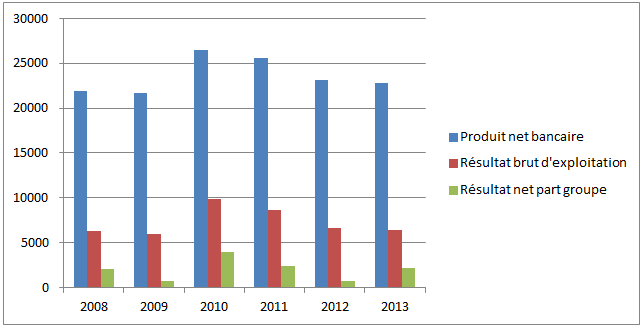 30000
25000
20000
15000
10000
5000
0
2008 2009 2010 2011 2012 2013
Produit net bancaire
Résultat brut d'exploitation
Résultat net part groupe